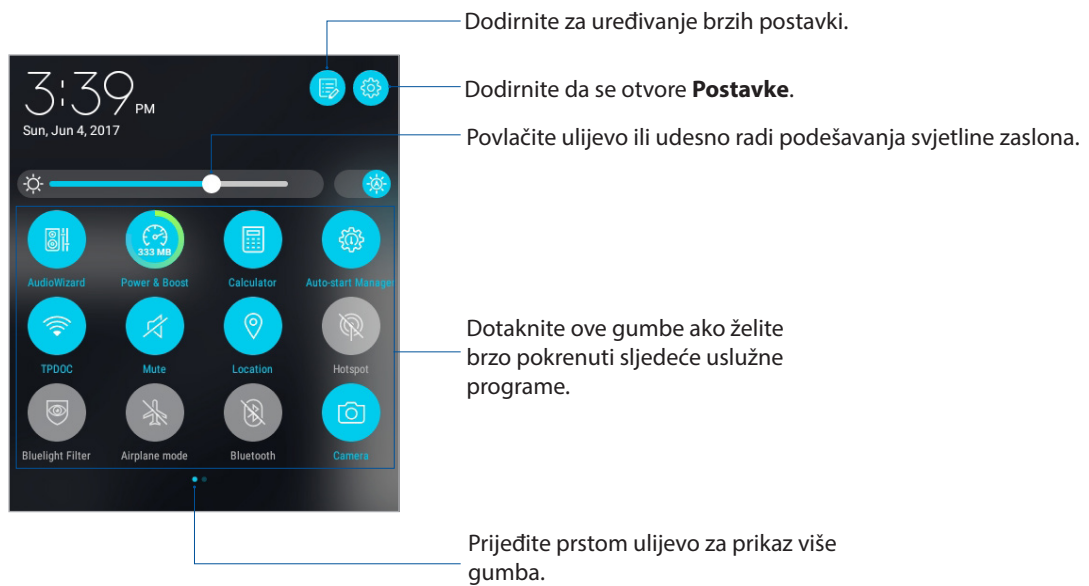 Dodirnite za uređivanje brzih postavki.
3:39 PM
Sun, Jun 4, 2017
Dodirnite da se otvore Postavke.
Povlačite ulijevo ili udesno radi podešavanja svjetline zaslona.
A
333 MB
AudioWizard Power & Boost Calculator Auto-start Manager
TPDOC Mute Location Hotspot
Dotaknite ove gumbe ako želite
brzo pokrenuti sljedeće uslužne
programe.
Bluelight Filter Airplane mode Bluetooth Camera
Prijeđite prstom ulijevo za prikaz više
gumba.